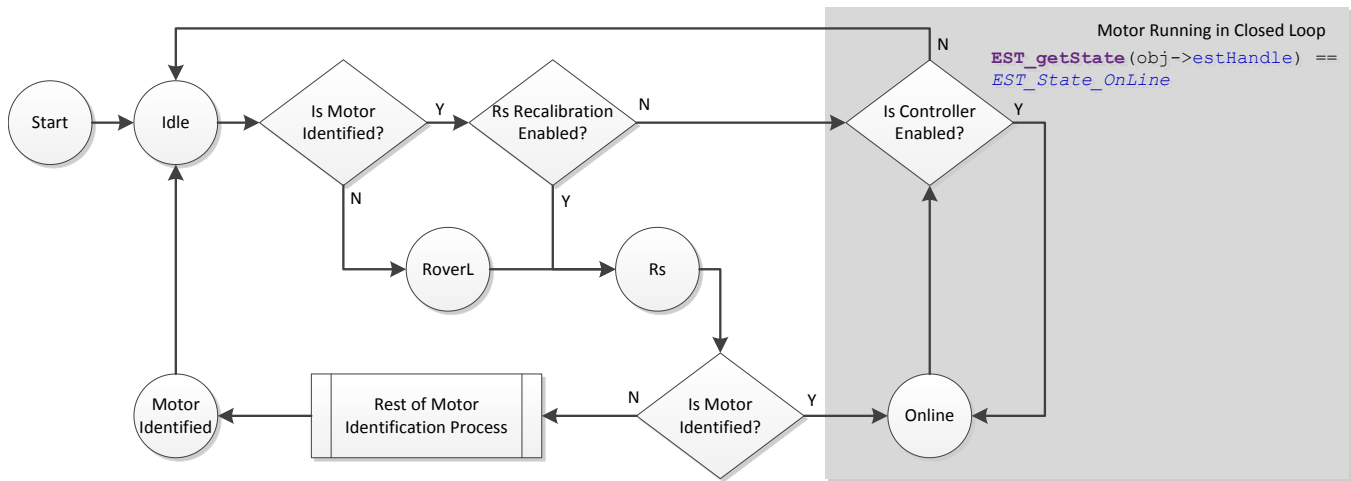 Motor Running in Closed Loop
EST_getState(obj->estHandle) ==
EST_State_OnLine
N
Start
Idle
Is Motor
Identified?
Y
Rs Recalibration
Enabled?
N
Is Controller
Enabled?
Y
N
Y
RoverL
Rs
Motor
Identified
Rest of Motor
Identification Process
N
Is Motor
Identified?
Y
Online